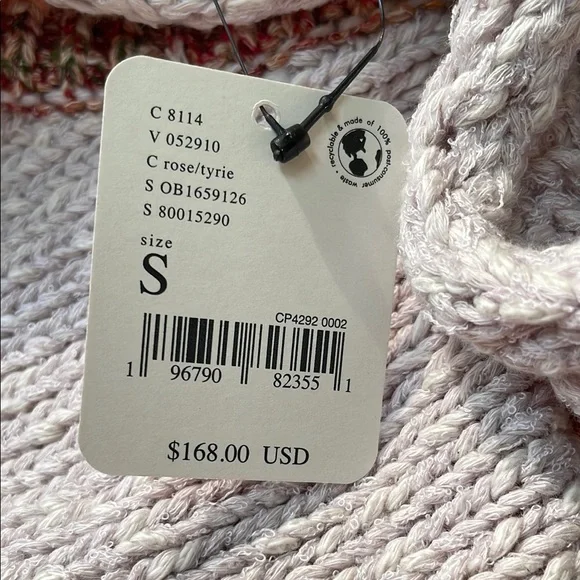 C 8114
V 052910
C rose/tyrie
S OB1659126
S 80015290
recyclable & made of 100% post-consumer waste •
size
S
CP4292 0002
1 96790 82355 1
$168.00 USD